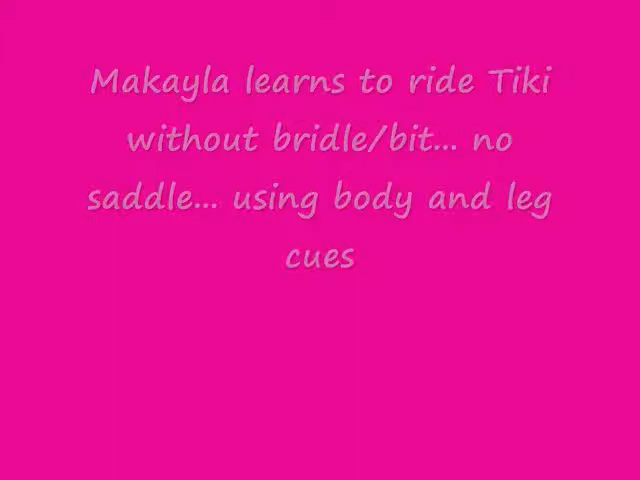 Makayla learns to ride Tiki
without bridle/bit... no
saddle... using body and leg
cues